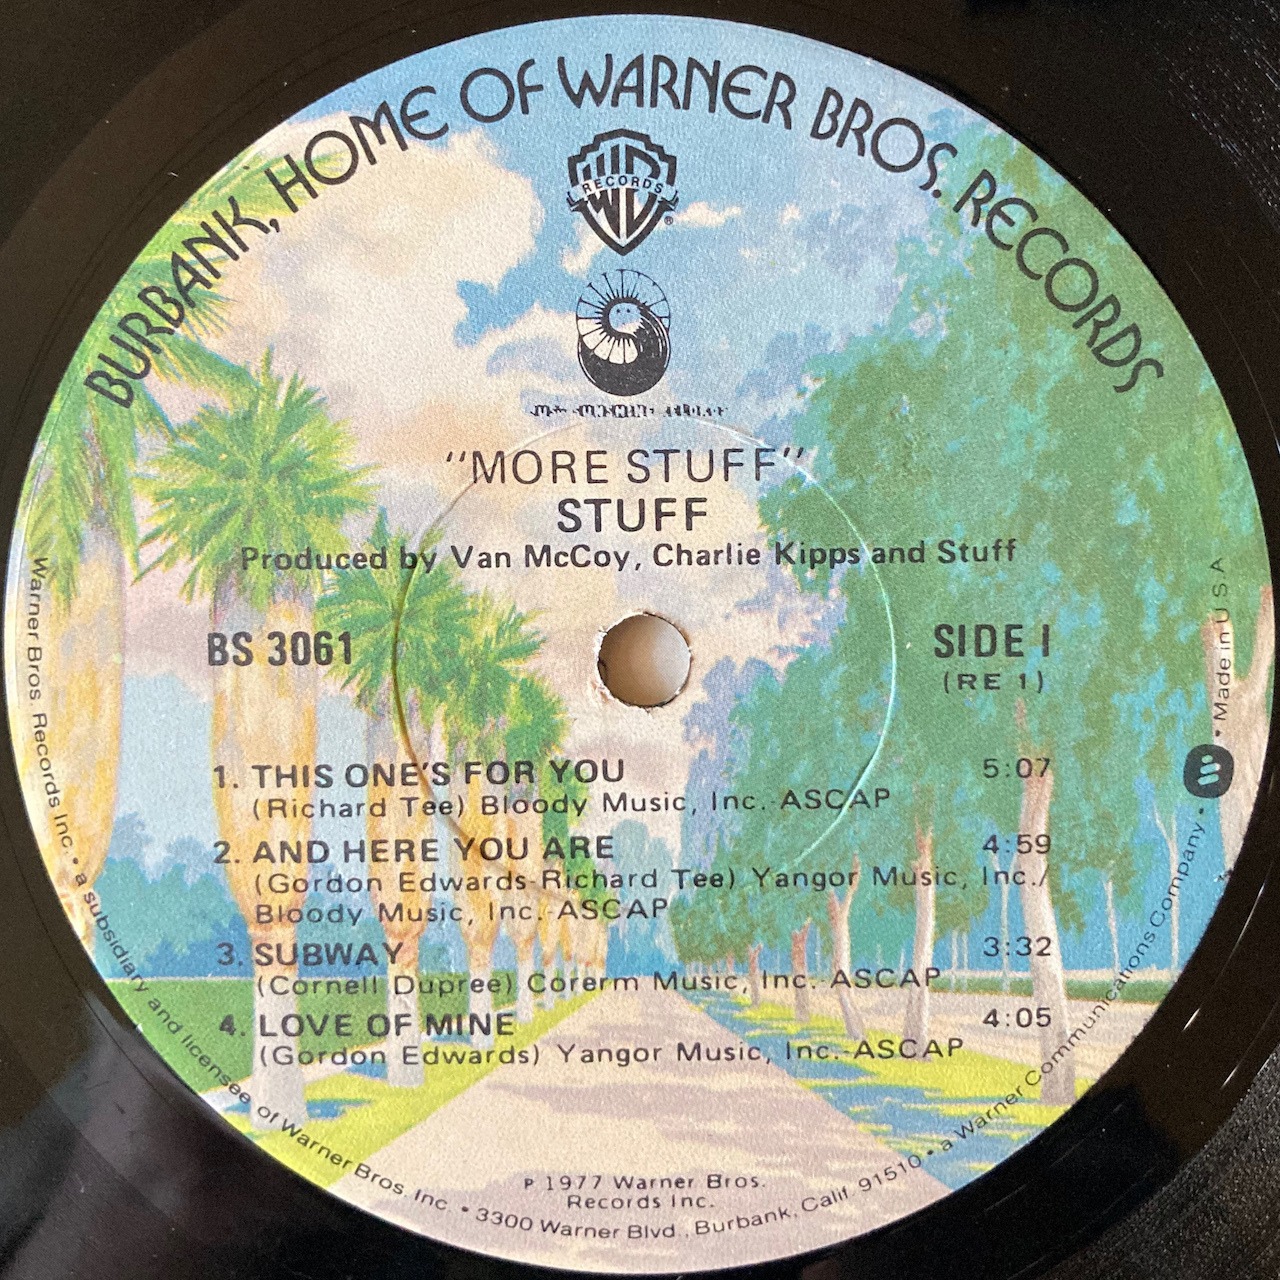 BURBANK, HOME OF WARNER BROS. RECORDS
WB
RECORDS
®
"MORE STUFF"
STUFF
Produced by Van McCoy, Charlie Kipps and Stuff
BS 3061
SIDE I
(RE 1)
1. THIS ONE'S FOR YOU 5:07
(Richard Tee) Bloody Music, Inc.-ASCAP
2. AND HERE YOU ARE 4:59
(Gordon Edwards-Richard Tee) Yangor Music, Inc./
Bloody Music, Inc.-ASCAP
3. SUBWAY 3:32
(Cornell Dupree) Corerm Music, Inc.-ASCAP
4. LOVE OF MINE 4:05
(Gordon Edwards) Yangor Music, Inc.-ASCAP
℗ 1977 Warner Bros.
Records Inc.
Warner Bros. Records Inc. • a subsidiary and licensee of Warner Bros. Inc. • 3300 Warner Blvd., Burbank, Calif. 91510 • a Warner Communications Company • Made in U.S.A